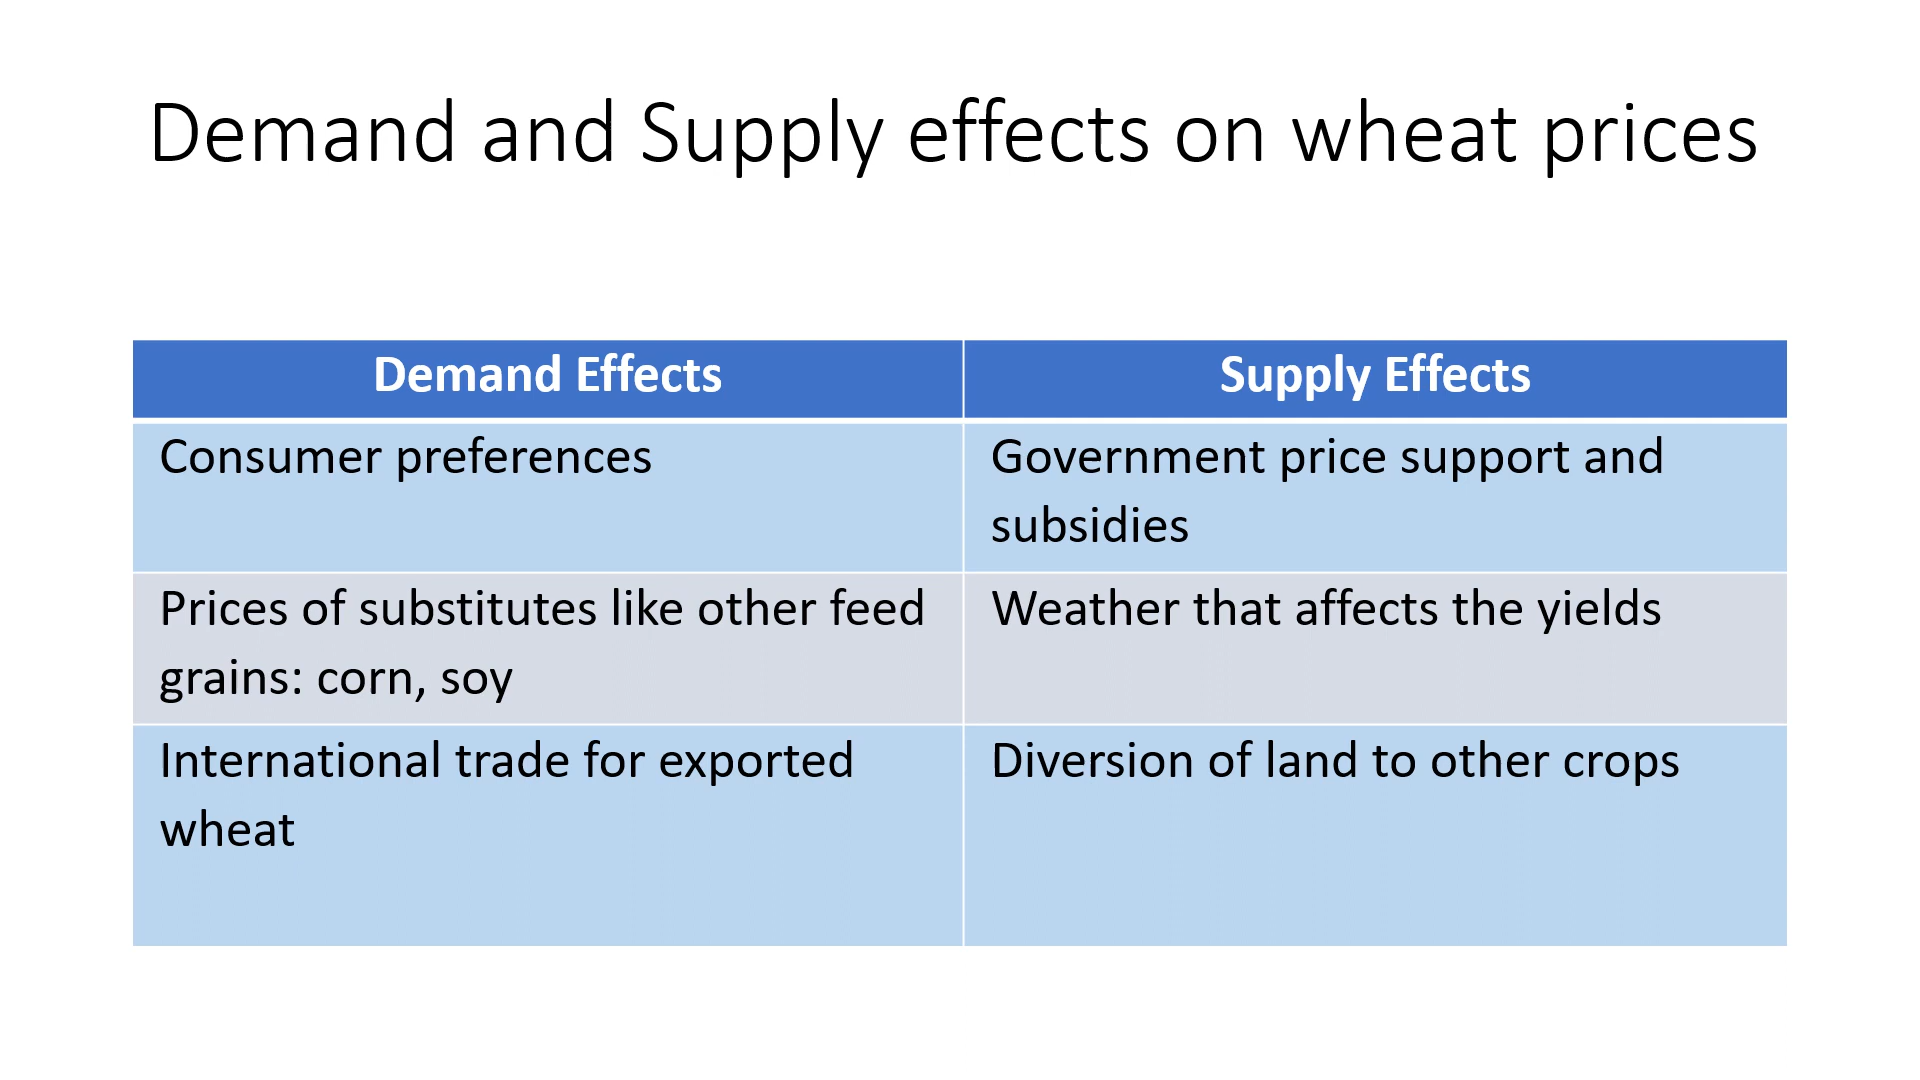 Demand and Supply effects on wheat prices
Demand Effects
Supply Effects
Consumer preferences
Government price support and
subsidies
Prices of substitutes like other feed
grains: corn, soy
Weather that affects the yields
International trade for exported
wheat
Diversion of land to other crops